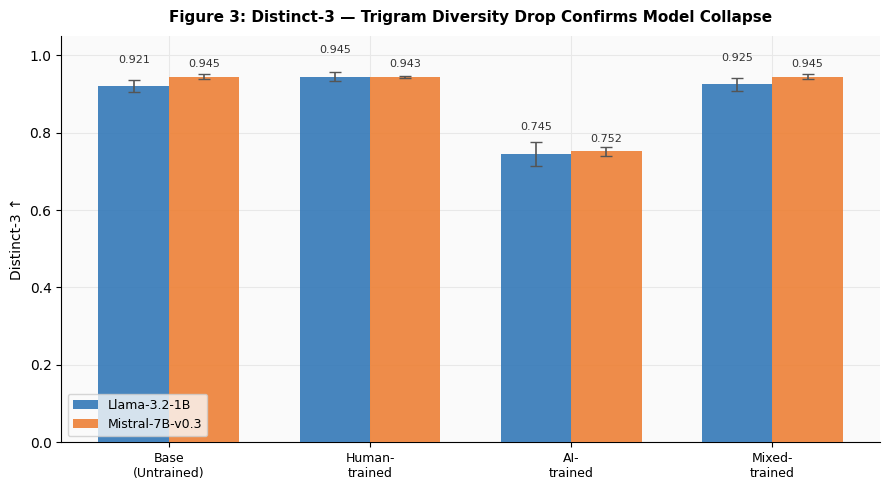 Figure 3: Distinct-3 — Trigram Diversity Drop Confirms Model Collapse
Distinct-3 ↑
1.0
0.8
0.6
0.4
0.2
0.0
0.921
0.945
0.945
0.943
0.745
0.752
0.925
0.945
Llama-3.2-1B
Mistral-7B-v0.3
Base
(Untrained)
Human-
trained
AI-
trained
Mixed-
trained